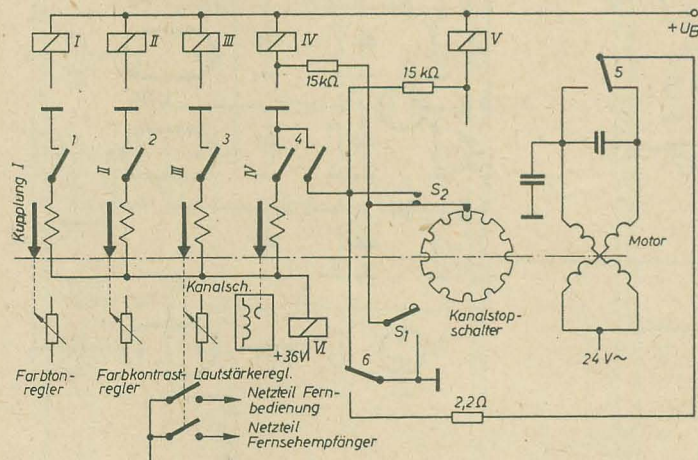 I II III IV V
+U_B
15kΩ
15 kΩ
5
1 2 3 4
Kupplung I
II
III
IV
S2
Motor
Kanalsch.
Kanalstop-
schalter
S1
+36V
VI
6
24 V~
Farbton-
regler
Farbkontrast-
regler
Lautstärkeregl.
Netzteil Fern-
bedienung
Netzteil
Fernsehempfänger
2,2Ω